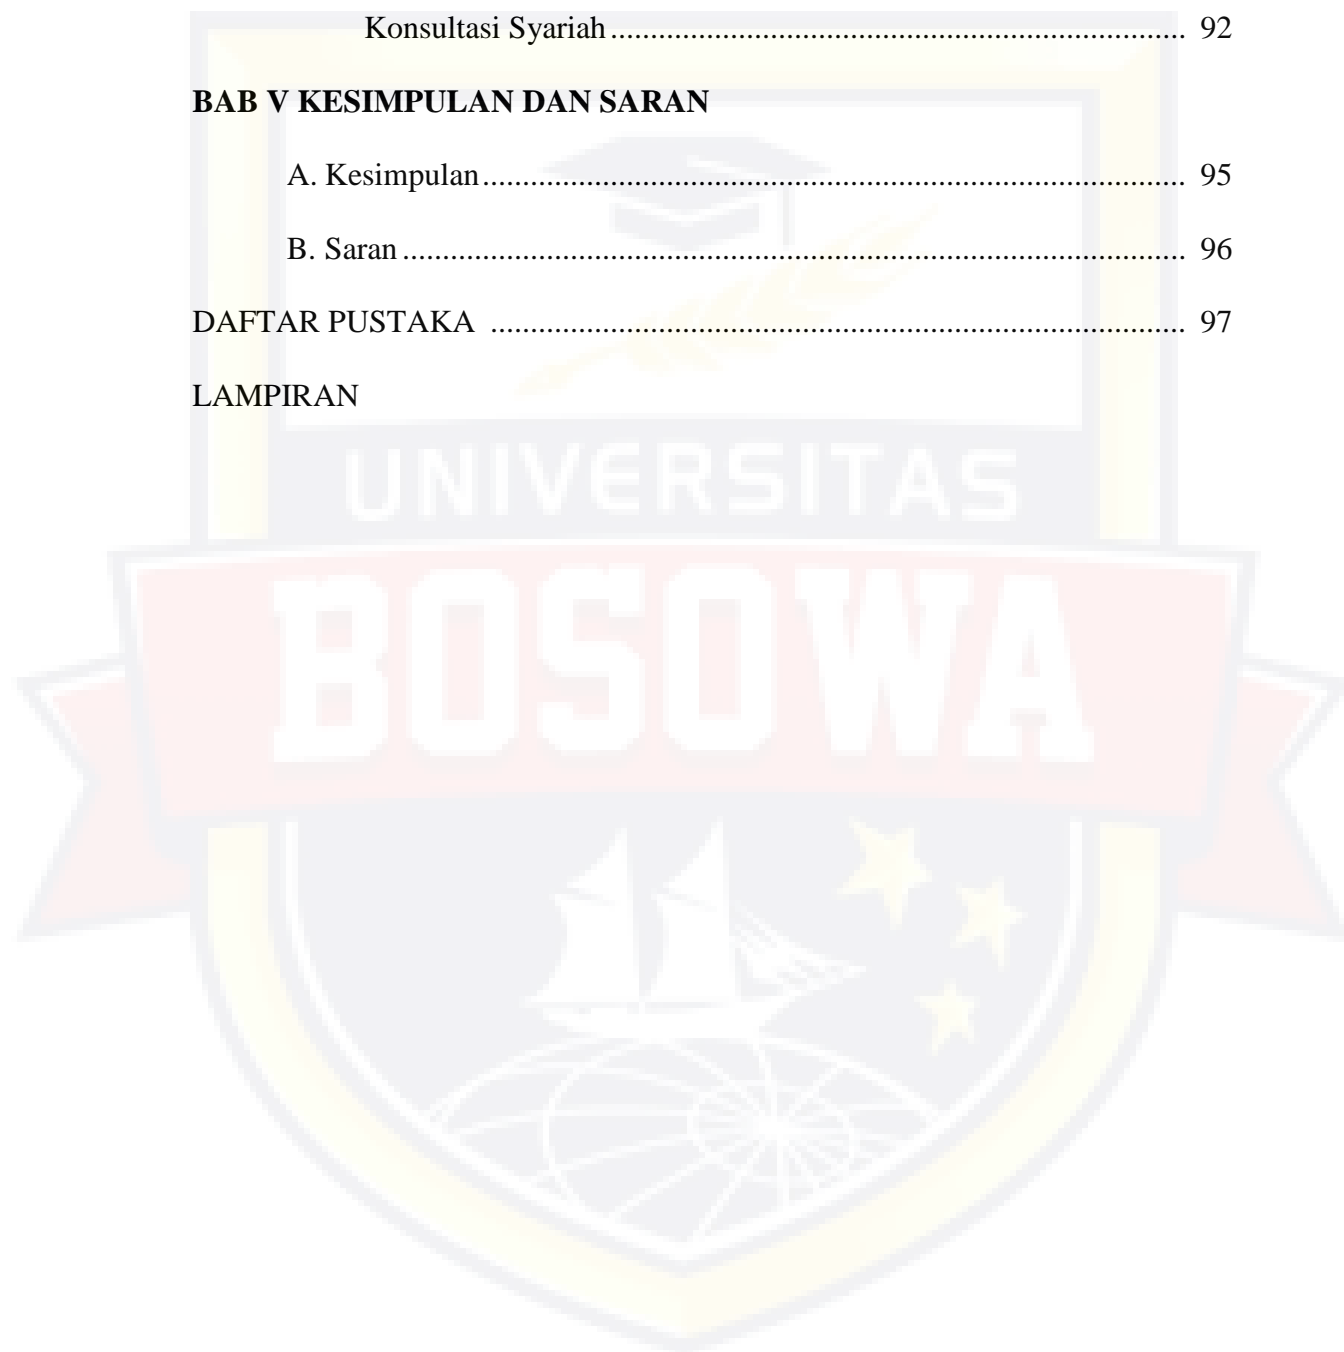 Konsultasi Syariah........................................................................ 92
BAB V KESIMPULAN DAN SARAN
A. Kesimpulan........................................................................................ 95
B. Saran.................................................................................................. 96
DAFTAR PUSTAKA ....................................................................................... 97
LAMPIRAN
UNIVERSITAS
BOSOWA